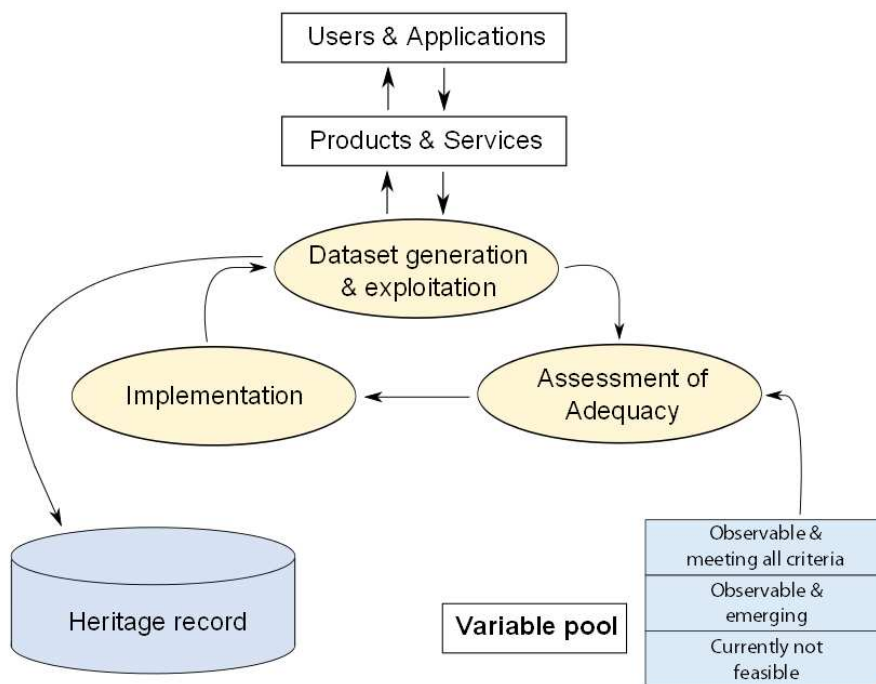 Users & Applications
Products & Services
Dataset generation
& exploitation
Implementation
Assessment of
Adequacy
Heritage record
Variable pool
Observable &
meeting all criteria
Observable &
emerging
Currently not
feasible